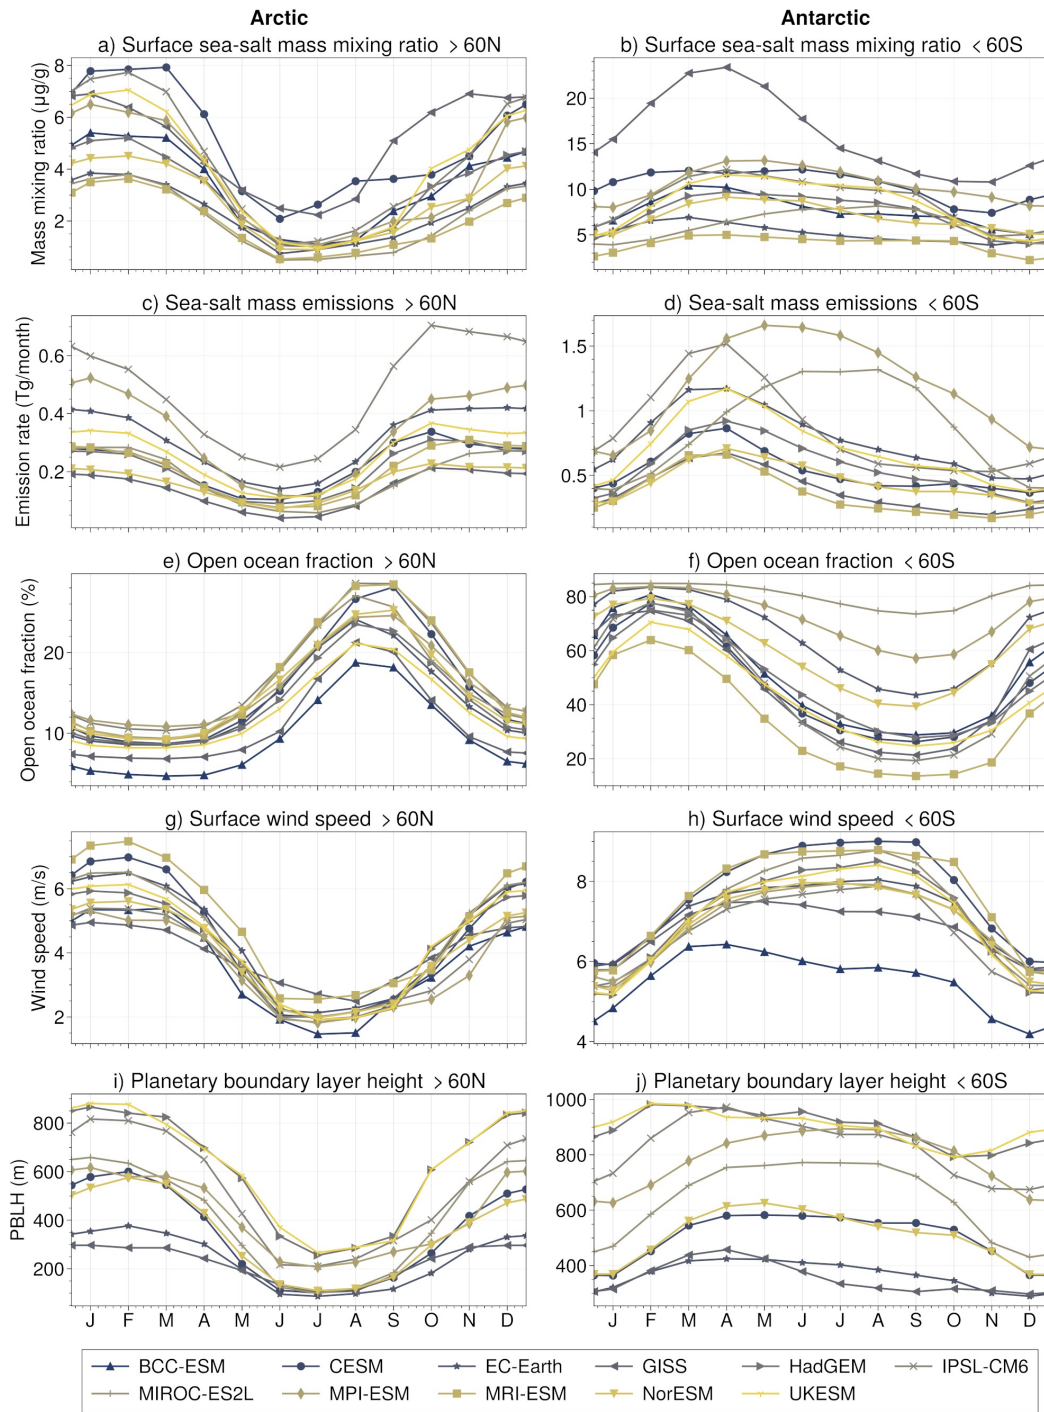 Arctic
Antarctic
a) Surface sea-salt mass mixing ratio > 60N
b) Surface sea-salt mass mixing ratio < 60S
Mass mixing ratio (µg/g)
8
6
4
2
20
15
10
5
c) Sea-salt mass emissions > 60N
d) Sea-salt mass emissions < 60S
Emission rate (Tg/month)
0.6
0.4
0.2
1.5
1
0.5
e) Open ocean fraction > 60N
f) Open ocean fraction < 60S
Open ocean fraction (%)
20
10
80
60
40
20
g) Surface wind speed > 60N
h) Surface wind speed < 60S
Wind speed (m/s)
6
4
2
8
6
4
i) Planetary boundary layer height > 60N
j) Planetary boundary layer height < 60S
PBLH (m)
800
600
400
200
1000
800
600
400
J F M A M J J A S O N D
J F M A M J J A S O N D
BCC-ESM CESM EC-Earth GISS HadGEM IPSL-CM6
MIROC-ES2L MPI-ESM MRI-ESM NorESM UKESM